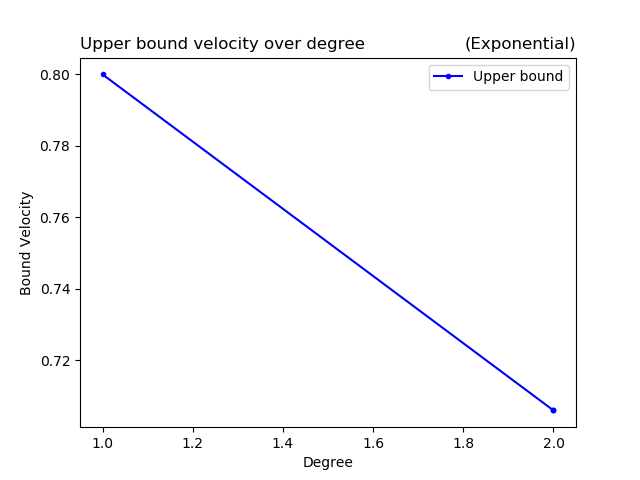 Upper bound velocity over degree (Exponential)
Upper bound
Bound Velocity
0.80
0.78
0.76
0.74
0.72
1.0 1.2 1.4 1.6 1.8 2.0
Degree